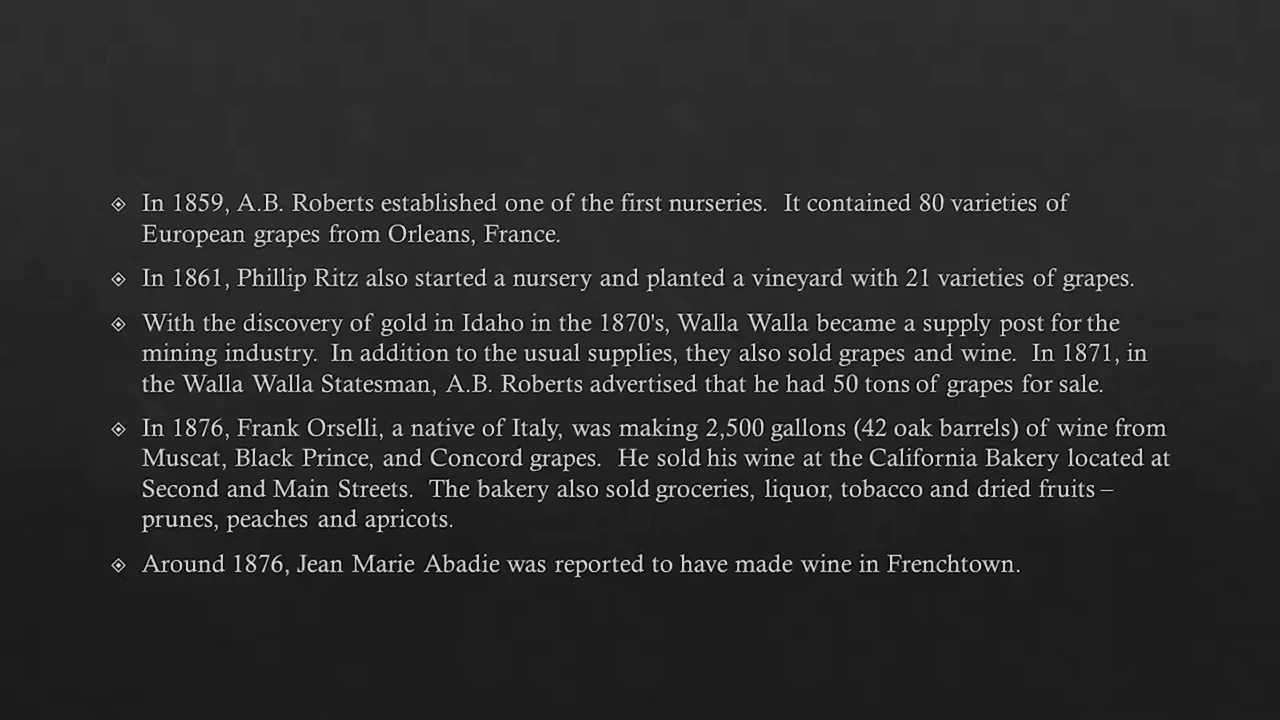 In 1859, A.B. Roberts established one of the first nurseries.  It contained 80 varieties of
European grapes from Orleans, France.
In 1861, Phillip Ritz also started a nursery and planted a vineyard with 21 varieties of grapes.
With the discovery of gold in Idaho in the 1870's, Walla Walla became a supply post for the
mining industry.  In addition to the usual supplies, they also sold grapes and wine.  In 1871, in
the Walla Walla Statesman, A.B. Roberts advertised that he had 50 tons of grapes for sale.
In 1876, Frank Orselli, a native of Italy, was making 2,500 gallons (42 oak barrels) of wine from
Muscat, Black Prince, and Concord grapes.  He sold his wine at the California Bakery located at
Second and Main Streets.  The bakery also sold groceries, liquor, tobacco and dried fruits –
prunes, peaches and apricots.
Around 1876, Jean Marie Abadie was reported to have made wine in Frenchtown.